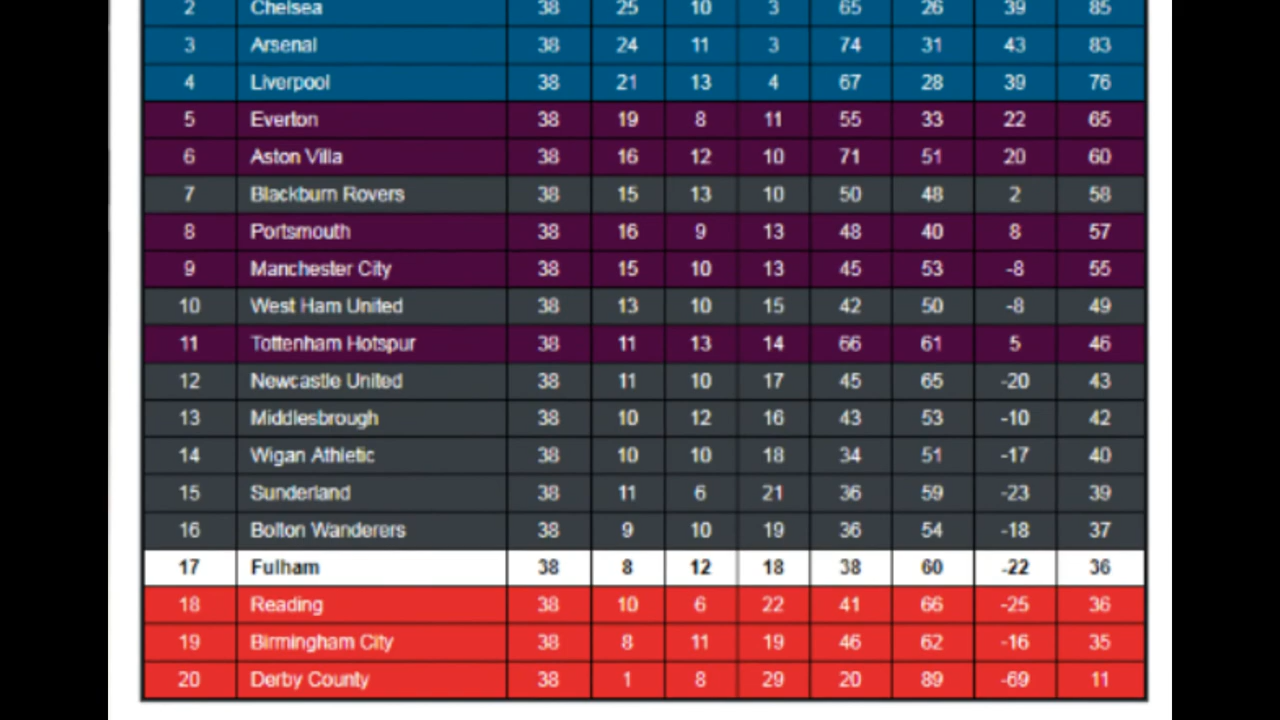 2 Chelsea 38 25 10 3 65 26 39 85
3 Arsenal 38 24 11 3 74 31 43 83
4 Liverpool 38 21 13 4 67 28 39 76
5 Everton 38 19 8 11 55 33 22 65
6 Aston Villa 38 16 12 10 71 51 20 60
7 Blackburn Rovers 38 15 13 10 50 48 2 58
8 Portsmouth 38 16 9 13 48 40 8 57
9 Manchester City 38 15 10 13 45 53 -8 55
10 West Ham United 38 13 10 15 42 50 -8 49
11 Tottenham Hotspur 38 11 13 14 66 61 5 46
12 Newcastle United 38 11 10 17 45 65 -20 43
13 Middlesbrough 38 10 12 16 43 53 -10 42
14 Wigan Athletic 38 10 10 18 34 51 -17 40
15 Sunderland 38 11 6 21 36 59 -23 39
16 Bolton Wanderers 38 9 10 19 36 54 -18 37
17 Fulham 38 8 12 18 38 60 -22 36
18 Reading 38 10 6 22 41 66 -25 36
19 Birmingham City 38 8 11 19 46 62 -16 35
20 Derby County 38 1 8 29 20 89 -69 11